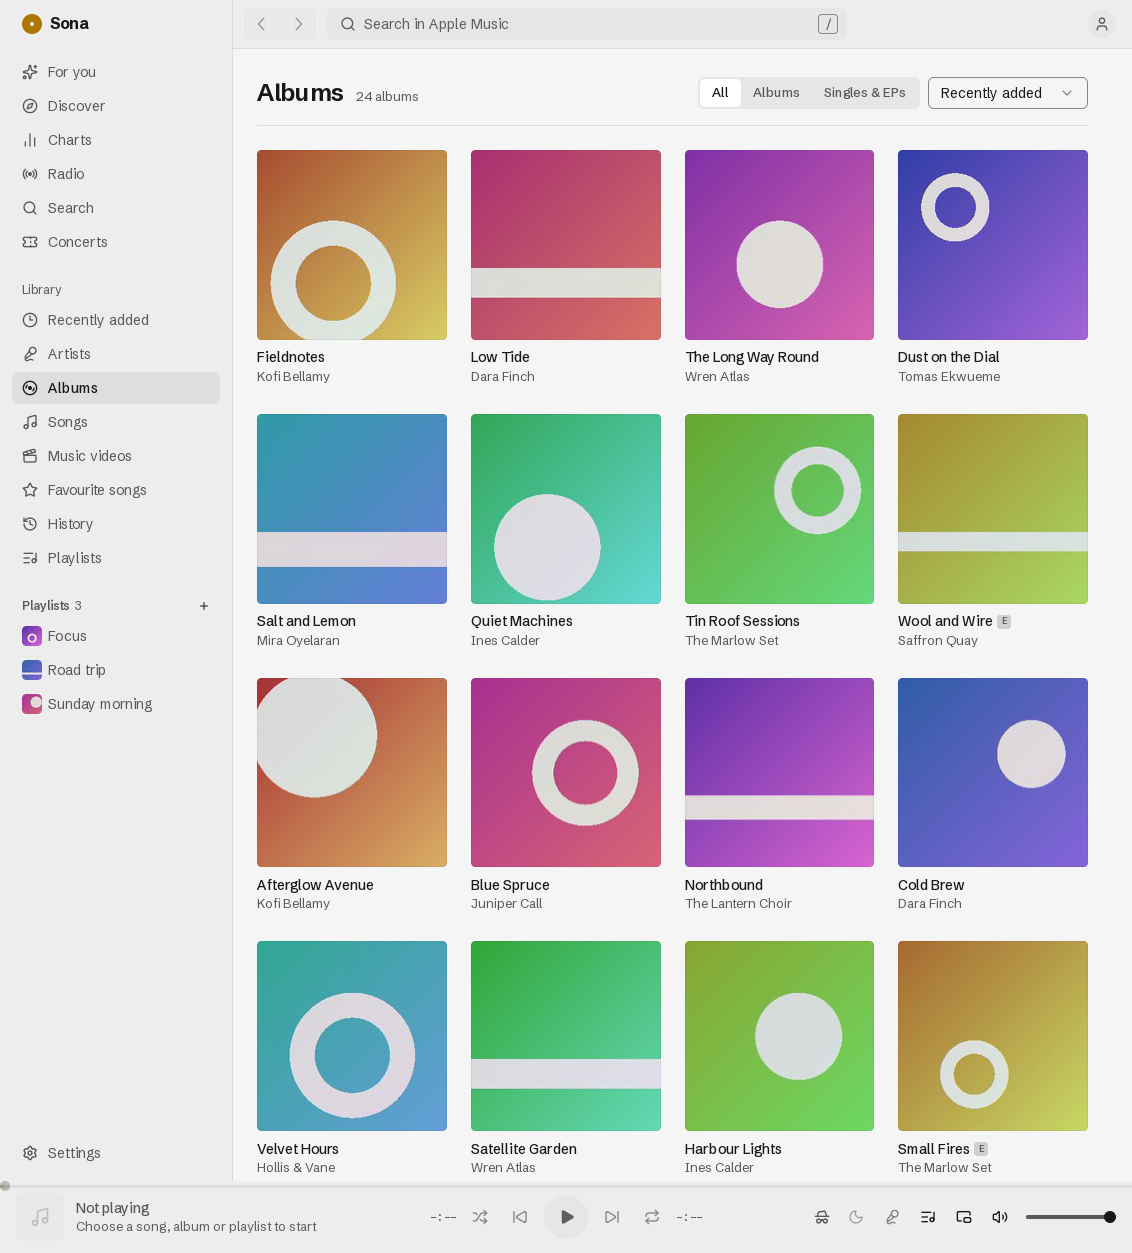 Sona
For you
Discover
Charts
Radio
Search
Concerts
Library
Recently added
Artists
Albums
Songs
Music videos
Favourite songs
History
Playlists
Playlists 3
Focus
Road trip
Sunday morning
Settings
Search in Apple Music
/
Albums 24 albums
All Albums Singles & EPs
Recently added
Fieldnotes
Kofi Bellamy
Low Tide
Dara Finch
The Long Way Round
Wren Atlas
Dust on the Dial
Tomas Ekwueme
Salt and Lemon
Mira Oyelaran
Quiet Machines
Ines Calder
Tin Roof Sessions
The Marlow Set
Wool and Wire E
Saffron Quay
Afterglow Avenue
Kofi Bellamy
Blue Spruce
Juniper Call
Northbound
The Lantern Choir
Cold Brew
Dara Finch
Velvet Hours
Hollis & Vane
Satellite Garden
Wren Atlas
Harbour Lights
Ines Calder
Small Fires E
The Marlow Set
Not playing
Choose a song, album or playlist to start
-:--
-:--